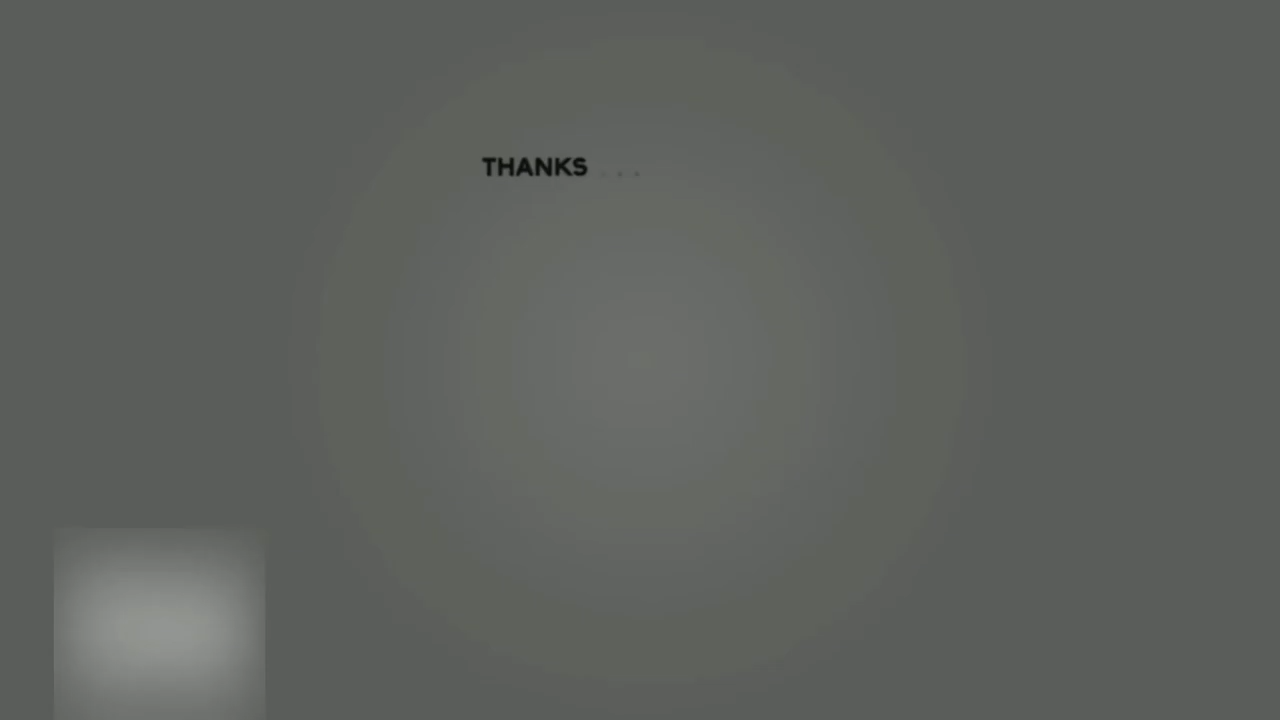 THANKS . . .